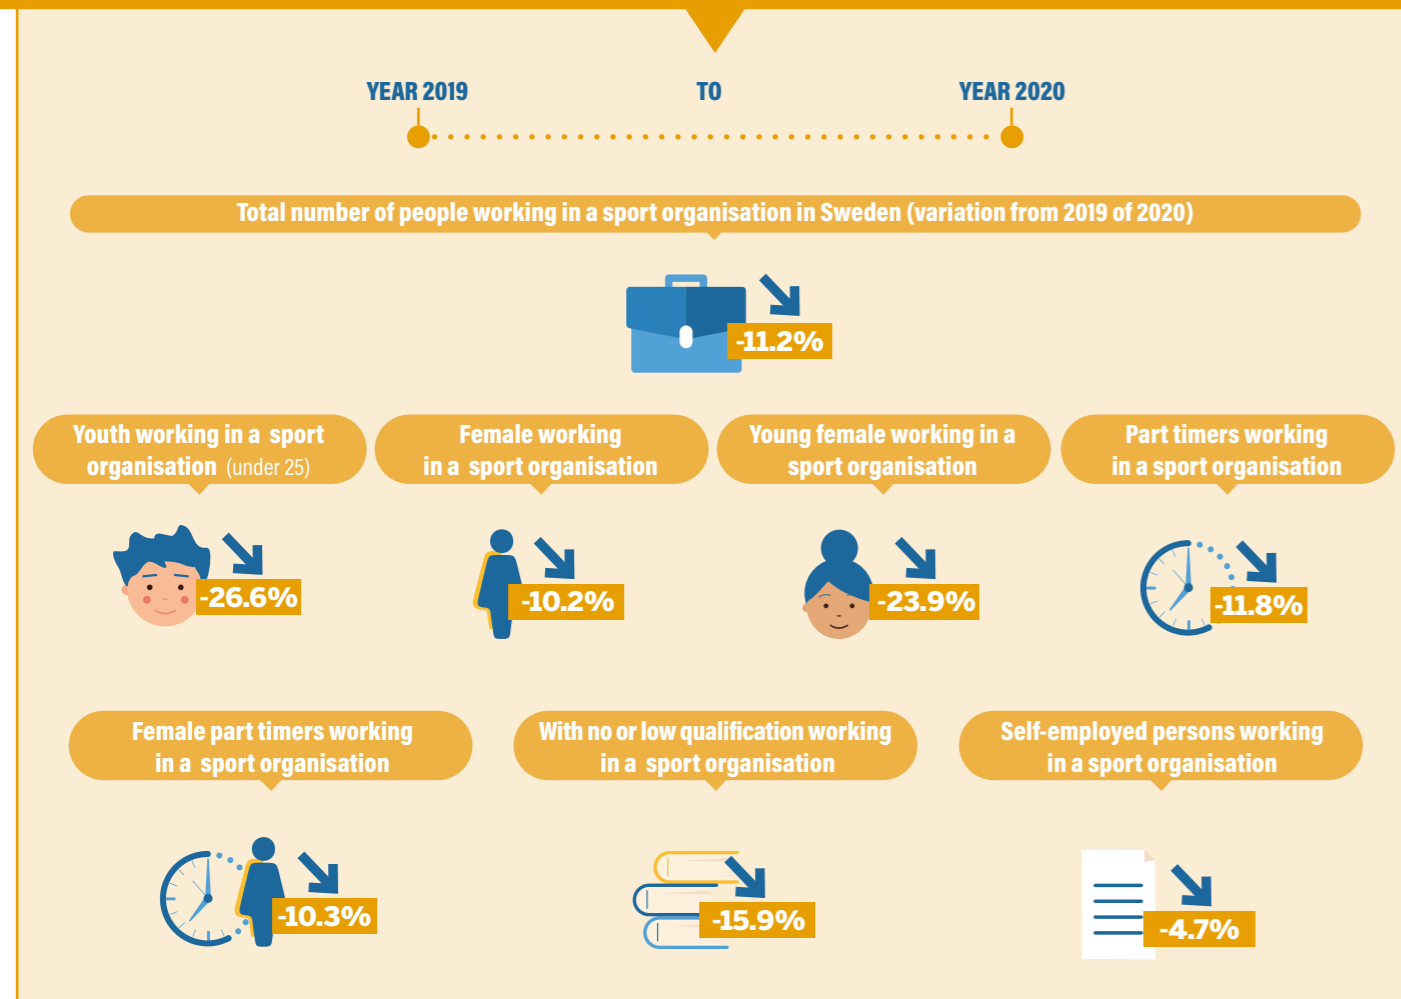 YEAR 2019 TO YEAR 2020
Total number of people working in a sport organisation in Sweden (variation from 2019 of 2020)
-11.2%
Youth working in a sport
organisation (under 25)
-26.6%
Female working
in a sport organisation
-10.2%
Young female working in a
sport organisation
-23.9%
Part timers working
in a sport organisation
-11.8%
Female part timers working
in a sport organisation
-10.3%
With no or low qualification working
in a sport organisation
-15.9%
Self-employed persons working
in a sport organisation
-4.7%